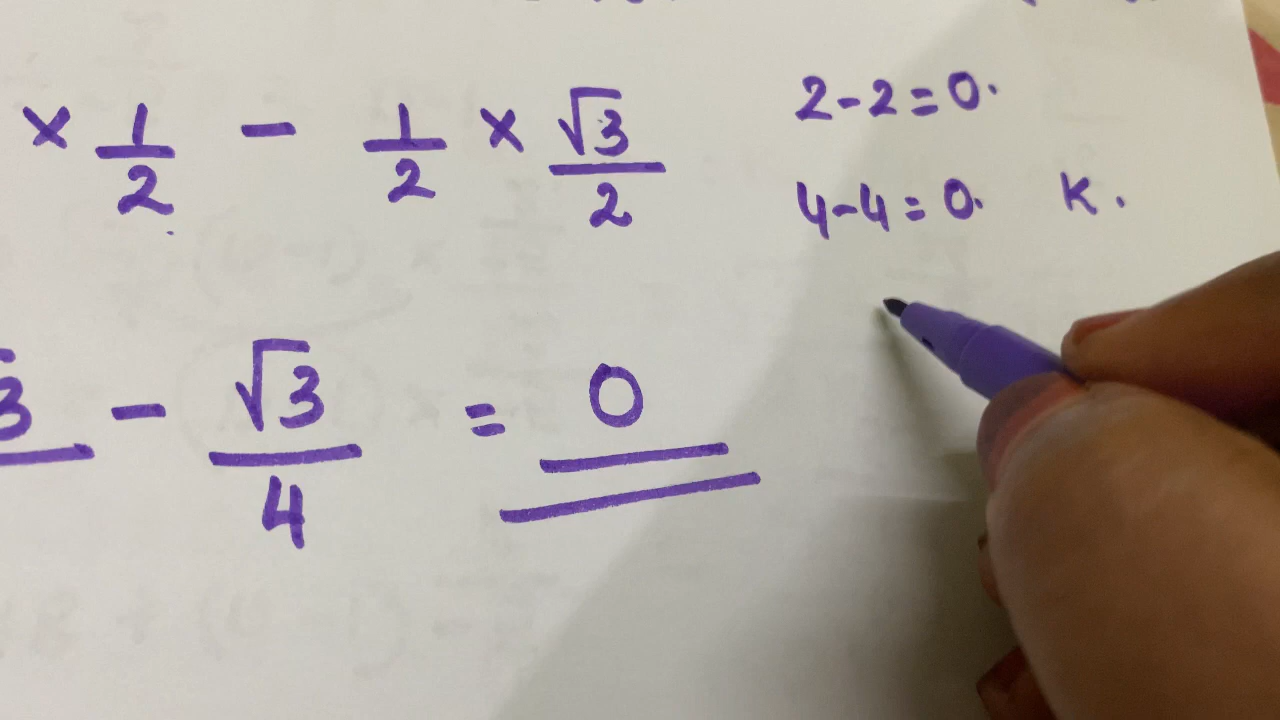 × 1/2 − 1/2 × √3/2
2-2=0.
4-4=0. K.
3 − √3/4 = 0